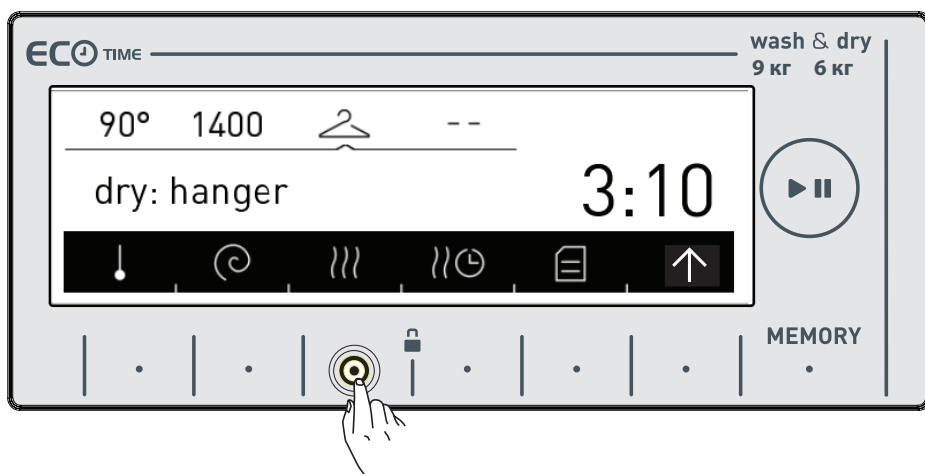 ECO TIME
wash & dry
9 кг 6 кг
90° 1400 --
dry: hanger
3:10
MEMORY